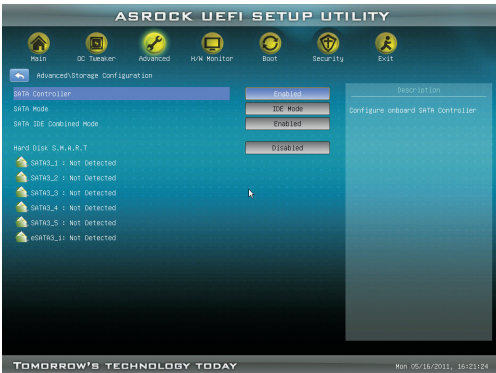 ASROCK UEFI SETUP UTILITY
Main OC Tweaker Advanced H/W Monitor Boot Security Exit
Advanced\Storage Configuration
Description
SATA Controller Enabled
Configure onboard SATA Controller
SATA Mode IDE Mode
SATA IDE Combined Mode Enabled
Hard Disk S.M.A.R.T Disabled
SATA3_1 : Not Detected
SATA3_2 : Not Detected
SATA3_3 : Not Detected
SATA3_4 : Not Detected
SATA3_5 : Not Detected
eSATA3_1: Not Detected
TOMORROW'S TECHNOLOGY TODAY
Mon 05/16/2011, 16:21:24